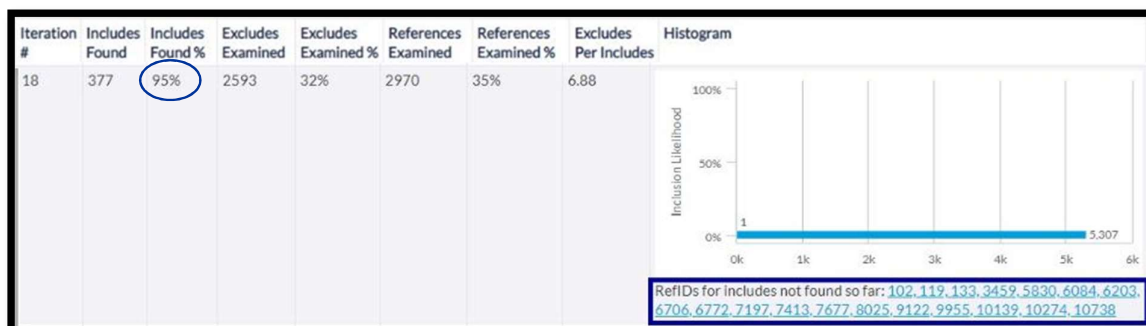 Iteration # Includes Found Includes Found % Excludes Examined Excludes Examined % References Examined References Examined % Excludes Per Includes Histogram
18 377 95% 2593 32% 2970 35% 6.88
100%
50%
0%
Inclusion Likelihood
1
5,307
0k 1k 2k 3k 4k 5k 6k
RefIDs for includes not found so far: 102, 119, 133, 3459, 5830, 6084, 6203,
6706, 6772, 7197, 7413, 7677, 8025, 9122, 9955, 10139, 10274, 10738